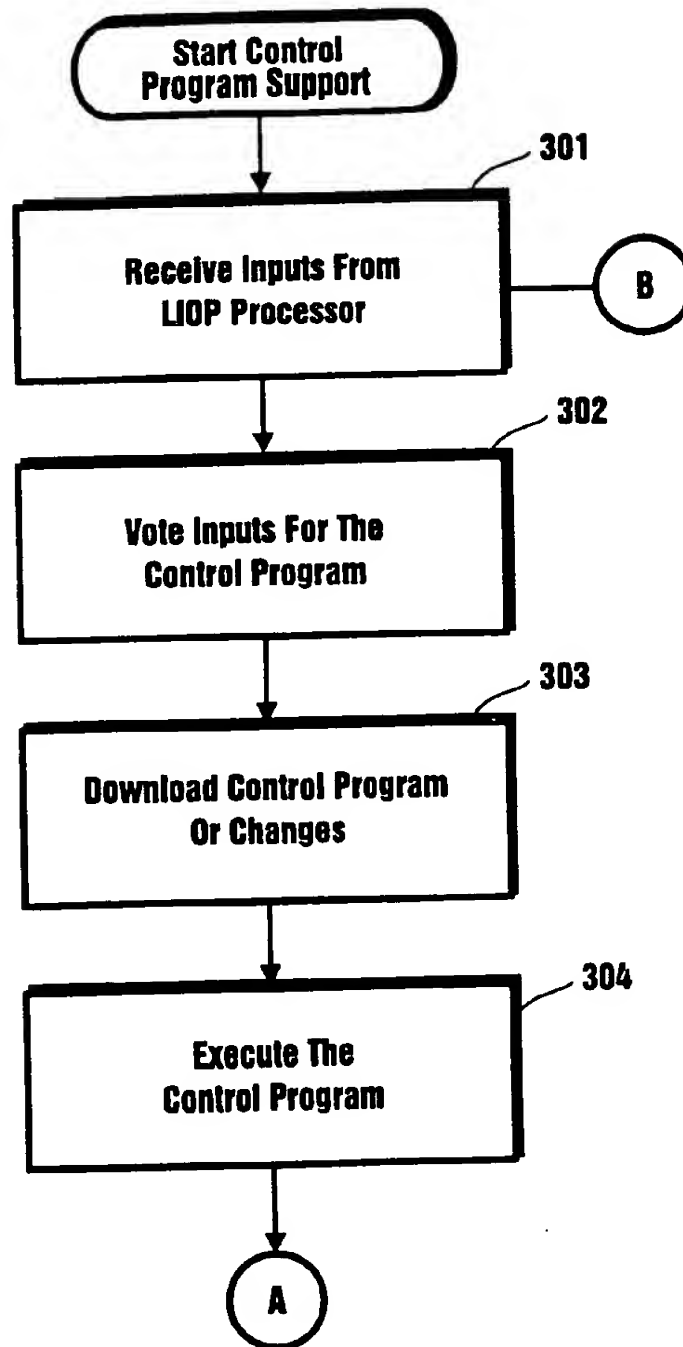 Start Control
Program Support
301
Receive Inputs From
LIOP Processor
B
302
Vote Inputs For The
Control Program
303
Download Control Program
Or Changes
304
Execute The
Control Program
A